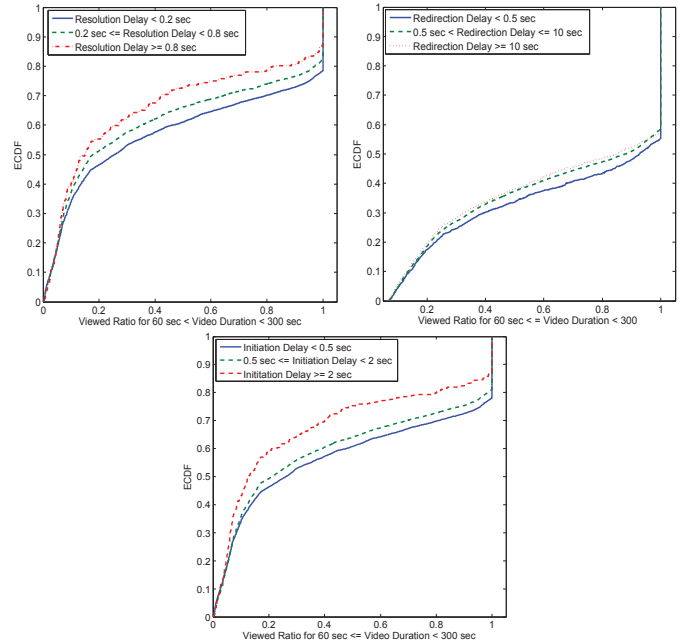 Resolution Delay < 0.2 sec
0.2 sec <= Resolution Delay < 0.8 sec
Resolution Delay >= 0.8 sec
1
0.9
0.8
0.7
0.6
0.5
0.4
0.3
0.2
0.1
0
ECDF
0 0.2 0.4 0.6 0.8 1
Viewed Ratio for 60 sec < Video Duration < 300 sec
Redirection Delay < 0.5 sec
0.5 sec < Redirection Delay <= 10 sec
Redirection Delay >= 10 sec
1
0.9
0.8
0.7
0.6
0.5
0.4
0.3
0.2
0.1
0
ECDF
0.2 0.4 0.6 0.8 1
Viewed Ratio for 60 sec <= Video Duration < 300
Initiation Delay < 0.5 sec
0.5 sec <= Initiation Delay < 2 sec
Inititation Delay >= 2 sec
1
0.9
0.8
0.7
0.6
0.5
0.4
0.3
0.2
0.1
0
ECDF
0 0.2 0.4 0.6 0.8 1
Viewed Ratio for 60 sec <= Video Duration < 300 sec